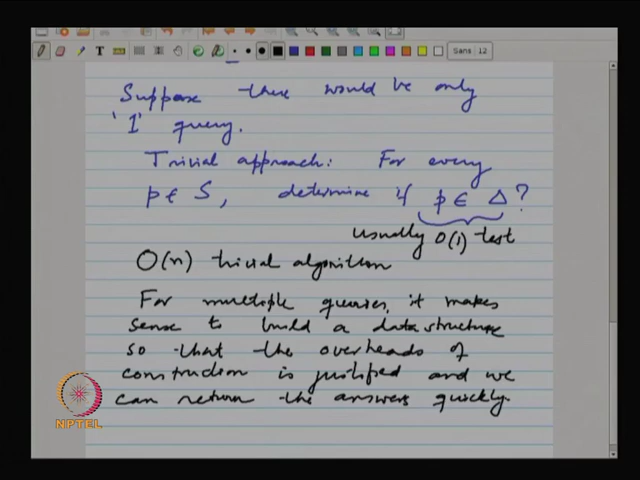 Sans 12
Suppose there would be only
'1' query.
Trivial approach: For every
p ∈ S, determine if p ∈ Δ ?
usually O(1) test
O(n) trivial algorithm
For multiple queries, it makes
sense to build a data structure
so that the overheads of
construction is justified and we
can return the answers quickly.
NPTEL